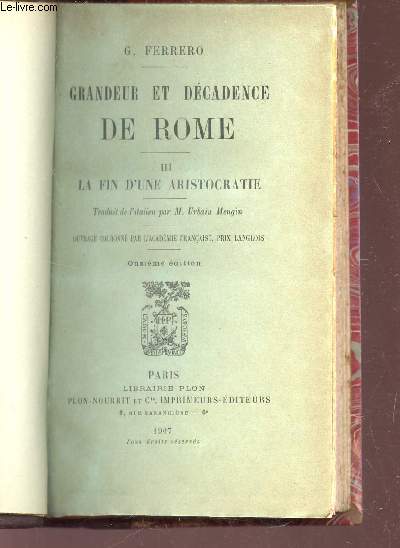 LE-LIVRE.COM
G. FERRERO
GRANDEUR ET DÉCADENCE
DE ROME
III
LA FIN D'UNE ARISTOCRATIE
Traduit de l'italien par M. Urbain Mengin
OUVRAGE COURONNÉ PAR L'ACADÉMIE FRANÇAISE, PRIX LANGLOIS
Onzième édition
PARIS
LIBRAIRIE PLON
PLON-NOURRIT ET Cie, IMPRIMEURS-ÉDITEURS
8, RUE GARANCIÈRE — 6e
1907
Tous droits réservés